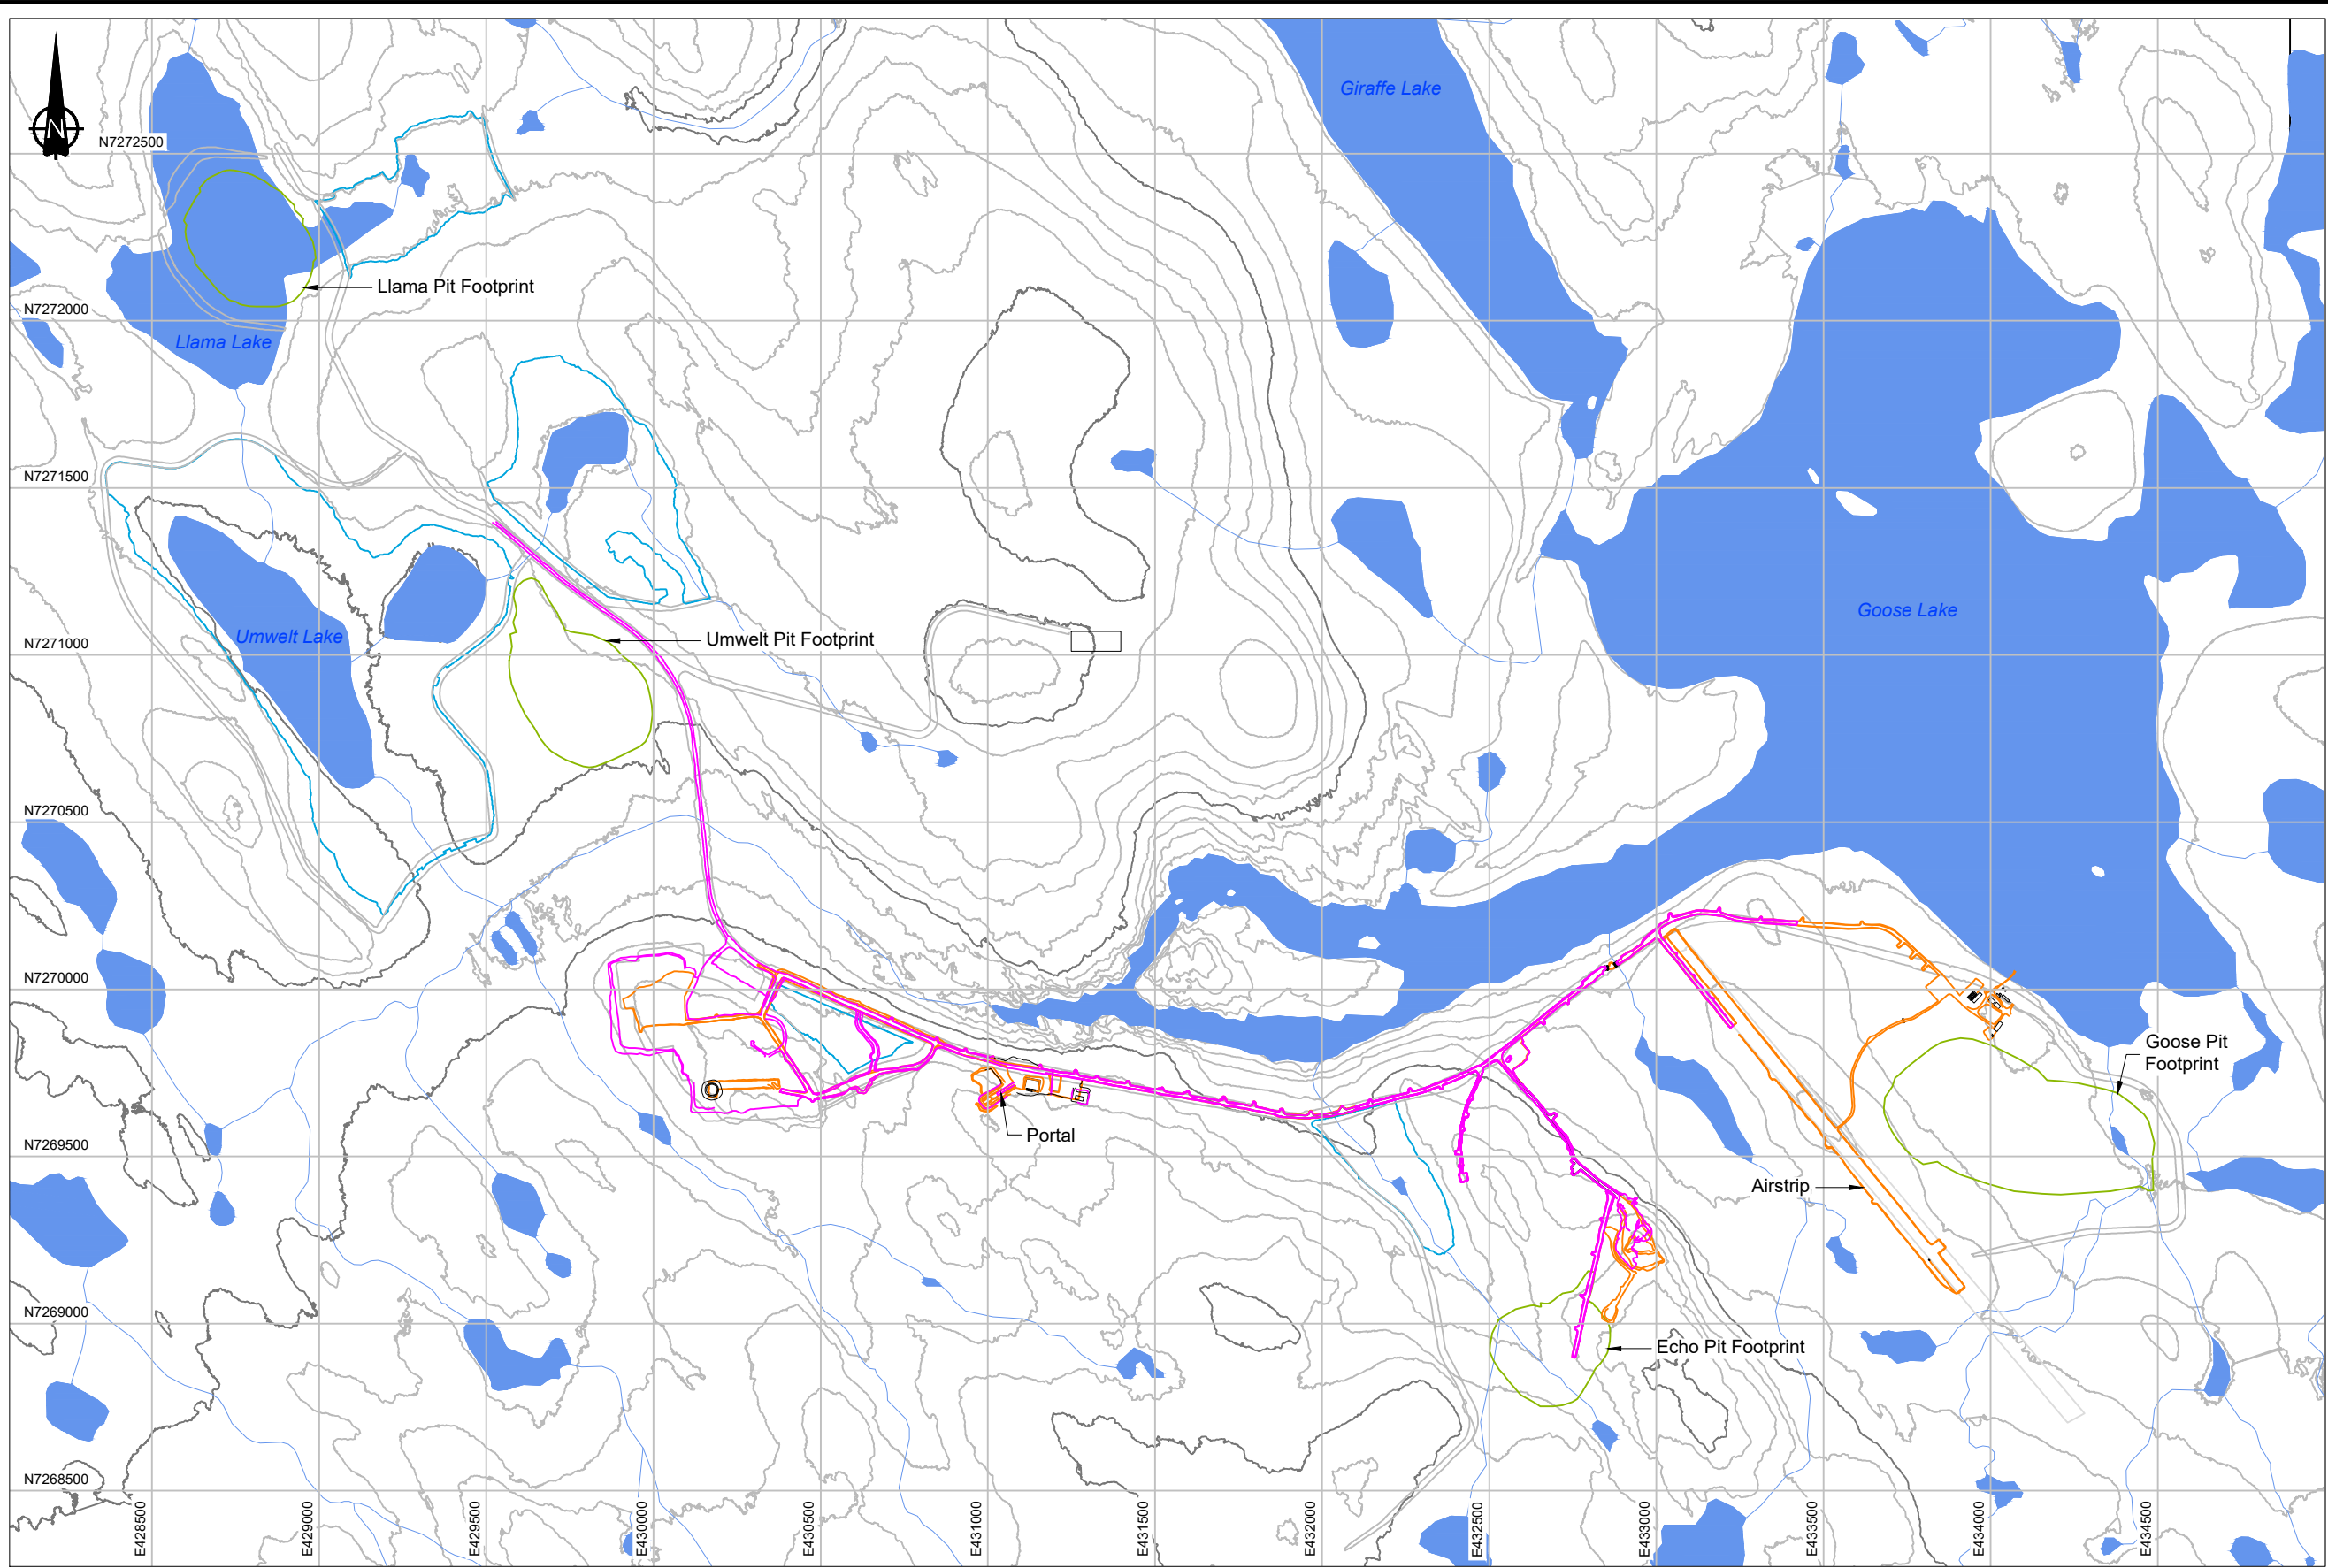 Giraffe Lake
N
N7272500
Llama Pit Footprint
N7272000
Llama Lake
N7271500
Goose Lake
Umwelt Lake
Umwelt Pit Footprint
N7271000
N7270500
N7270000
Goose Pit
Footprint
Portal
N7269500
Airstrip
N7269000
Echo Pit Footprint
N7268500
E428500
E429000
E429500
E430000
E430500
E431000
E431500
E432000
E432500
E433000
E433500
E434000
E434500